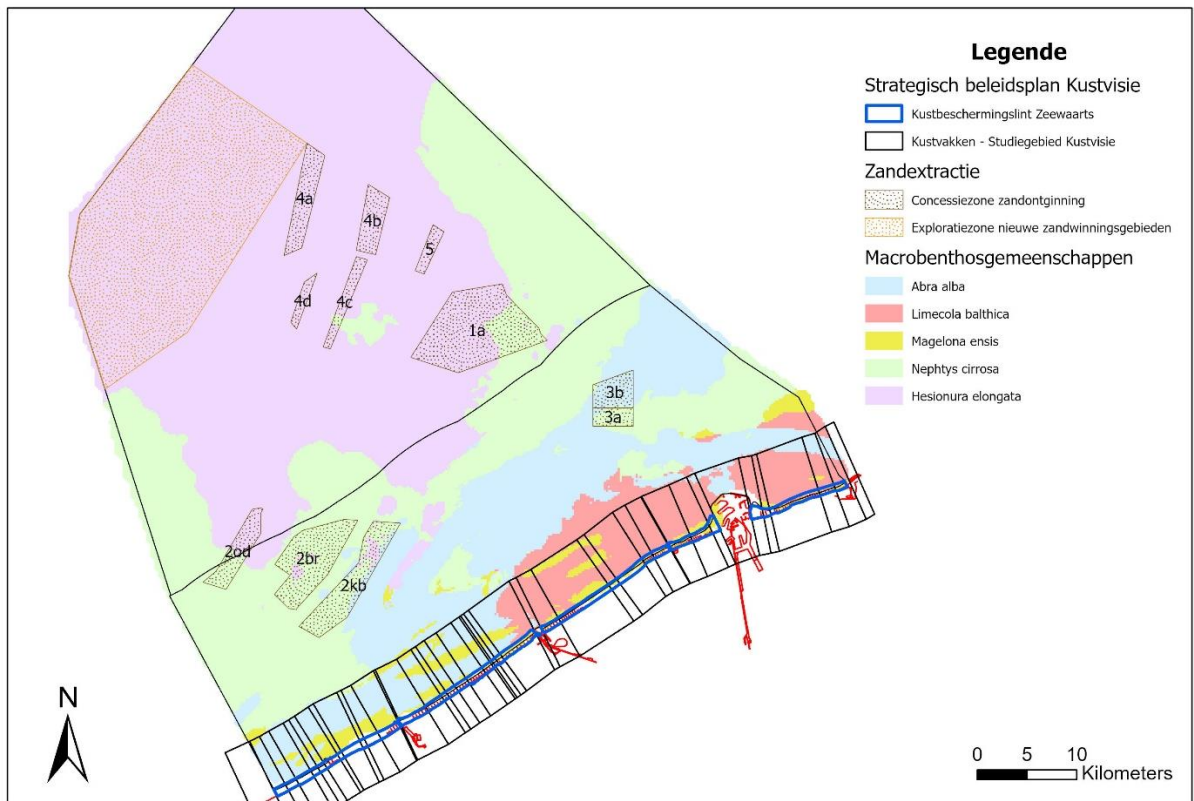 Legende
Strategisch beleidsplan Kustvisie
Kustbeschermingslint Zeewaarts
Kustvakken - Studiegebied Kustvisie
Zandextractie
Concessiezone zandontginning
Exploratiezone nieuwe zandwinningsgebieden
Macrobenthosgemeenschappen
Abra alba
Limecola balthica
Magelona ensis
Nephtys cirrosa
Hesionura elongata
4a
4b
5
4d
4c
1a
3b
3a
2od
2br
2kb
N
0 5 10
Kilometers